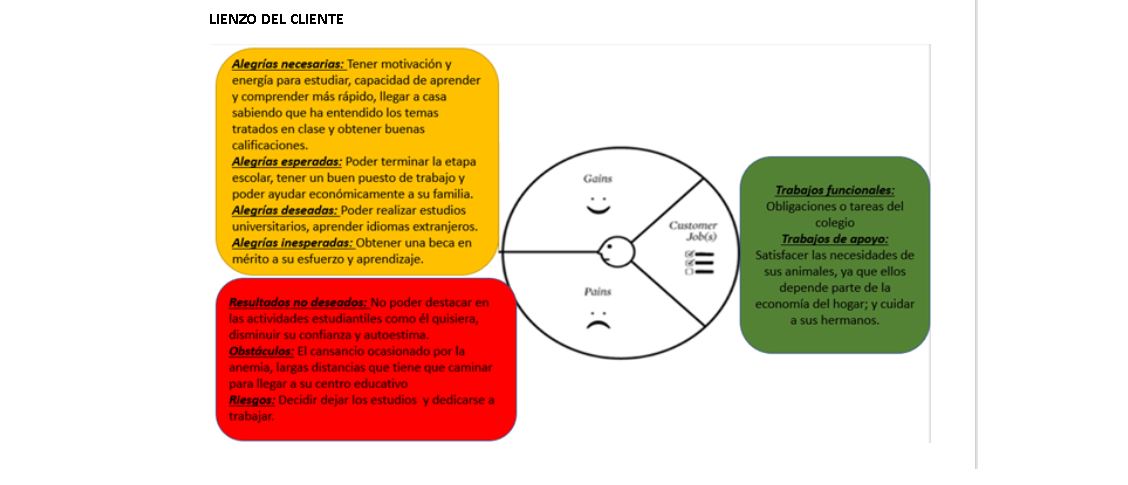 LIENZO DEL CLIENTE
Alegrías necesarias: Tener motivación y
energía para estudiar, capacidad de aprender
y comprender más rápido, llegar a casa
sabiendo que ha entendido los temas
tratados en clase y obtener buenas
calificaciones.
Alegrías esperadas: Poder terminar la etapa
escolar, tener un buen puesto de trabajo y
poder ayudar económicamente a su familia.
Alegrías deseadas: Poder realizar estudios
universitarios, aprender idiomas extranjeros.
Alegrías inesperadas: Obtener una beca en
mérito a su esfuerzo y aprendizaje.
Resultados no deseados: No poder destacar en
las actividades estudiantiles como él quisiera,
disminuir su confianza y autoestima.
Obstáculos: El cansancio ocasionado por la
anemia, largas distancias que tiene que caminar
para llegar a su centro educativo
Riesgos: Decidir dejar los estudios y dedicarse a
trabajar.
Gains
Customer
Job(s)
Pains
Trabajos funcionales:
Obligaciones o tareas del
colegio
Trabajos de apoyo:
Satisfacer las necesidades de
sus animales, ya que ellos
depende parte de la
economía del hogar; y cuidar
a sus hermanos.